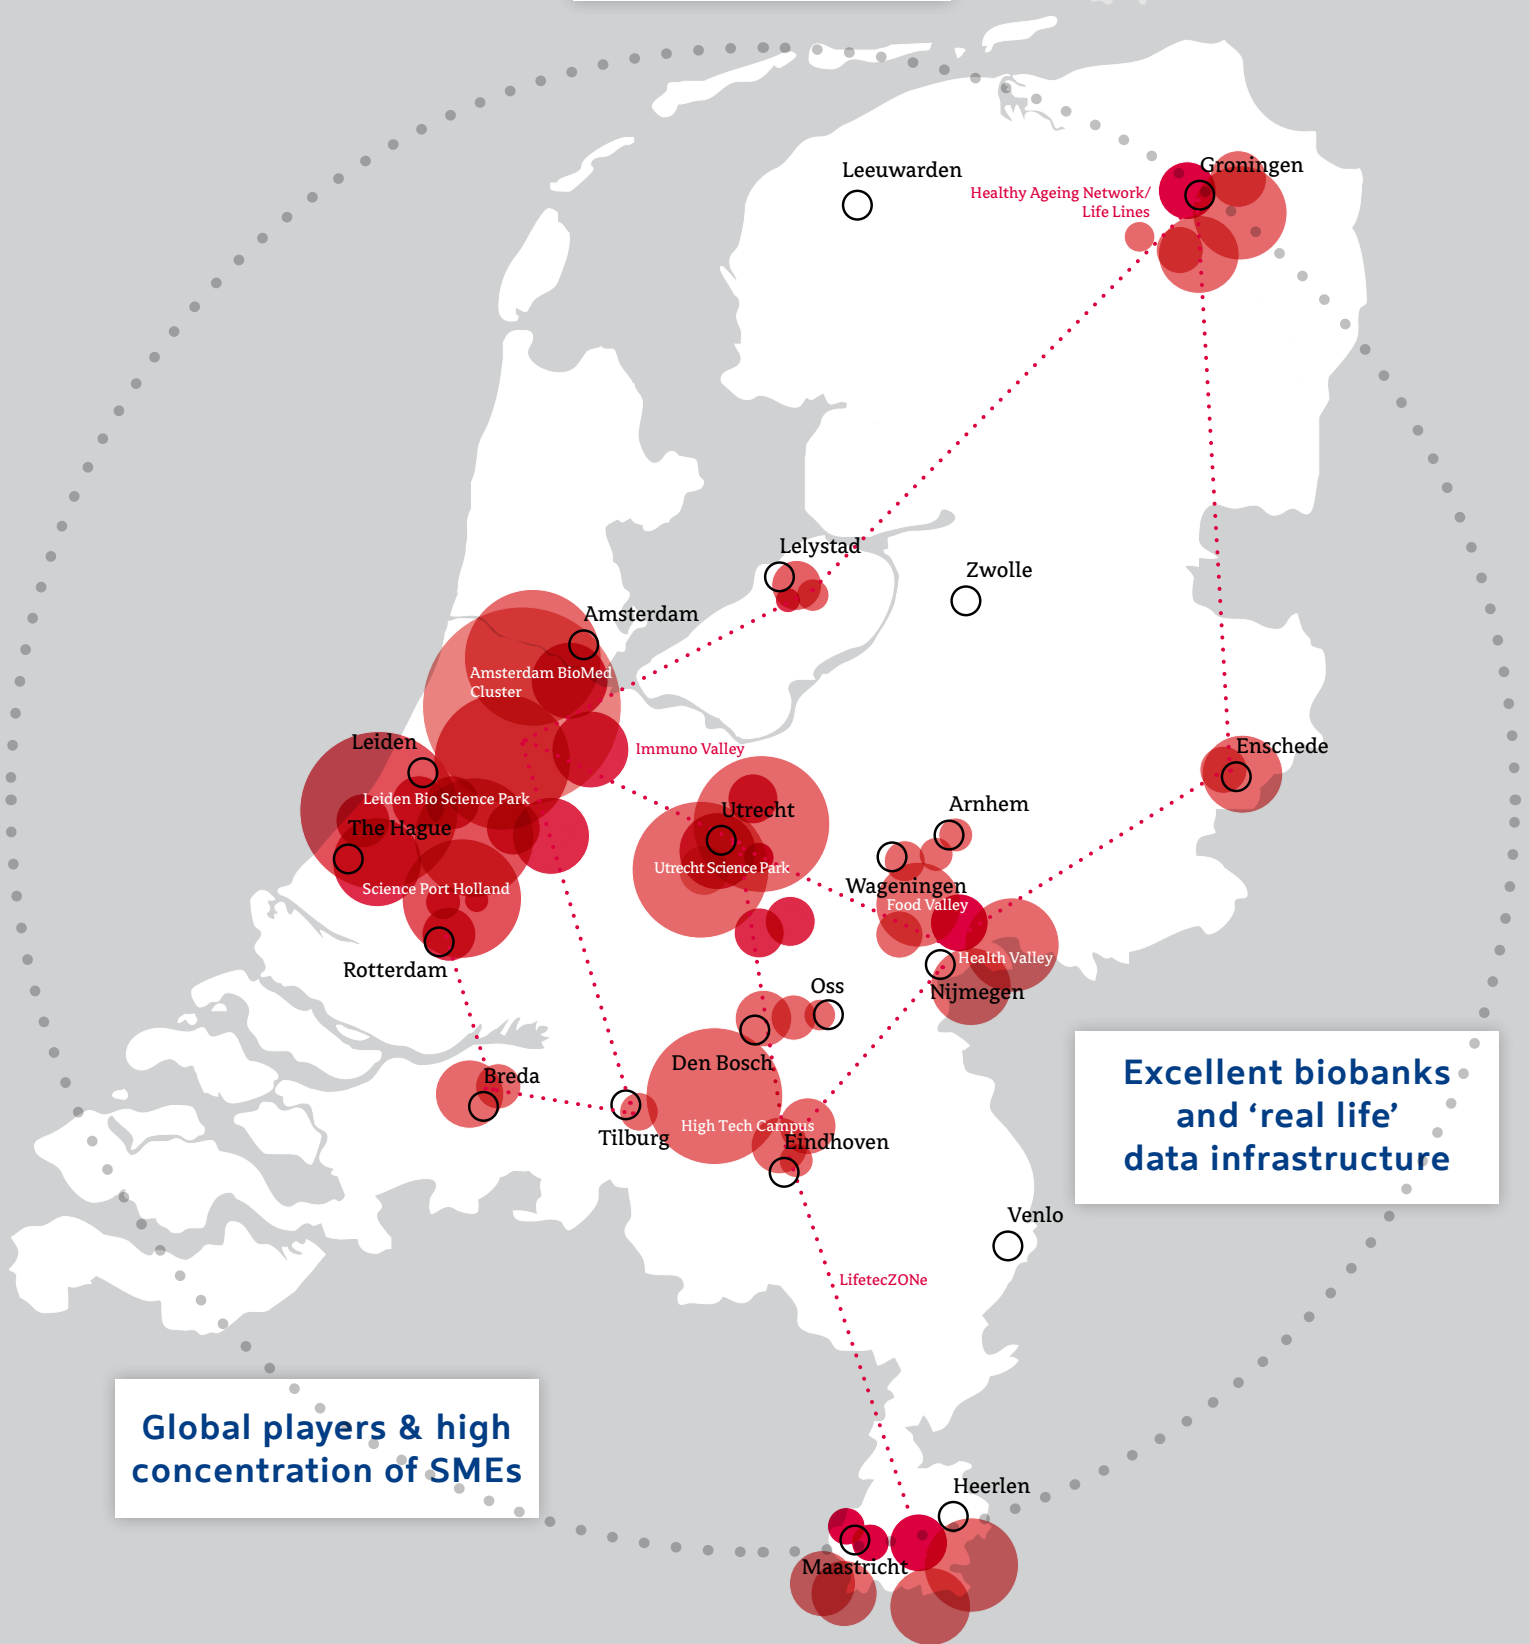 Leeuwarden
Groningen
Healthy Ageing Network/
Life Lines
Lelystad
Zwolle
Amsterdam
Amsterdam BioMed
Cluster
Leiden
Immuno Valley
Enschede
Leiden Bio Science Park
Utrecht
Arnhem
The Hague
Utrecht Science Park
Wageningen
Science Port Holland
Food Valley
Health Valley
Rotterdam
Oss
Nijmegen
Den Bosch
Breda
High Tech Campus
Tilburg
Eindhoven
Excellent biobanks
and ‘real life’
data infrastructure
Venlo
LifetecZONe
Global players & high
concentration of SMEs
Heerlen
Maastricht